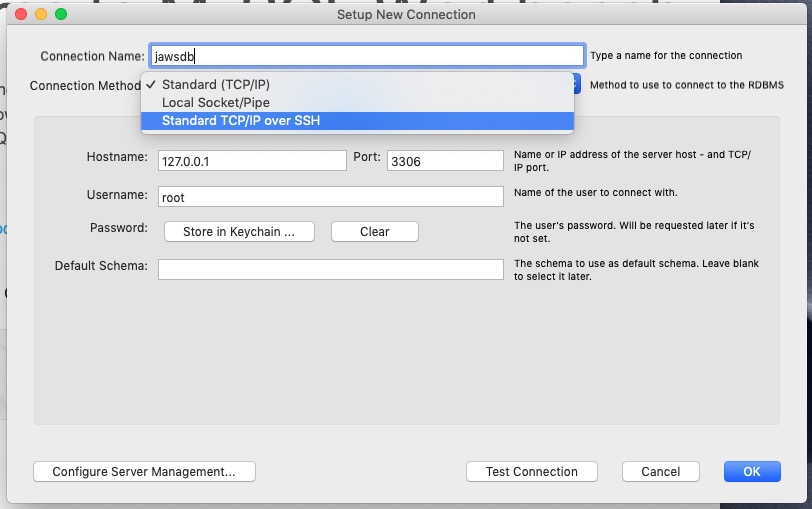 Setup New Connection
Connection Name: jawsdb Type a name for the connection
Connection Method Method to use to connect to the RDBMS
✓ Standard (TCP/IP)
Local Socket/Pipe
Standard TCP/IP over SSH
Hostname: 127.0.0.1 Port: 3306 Name or IP address of the server host - and TCP/
IP port.
Username: root Name of the user to connect with.
Password: Store in Keychain ... Clear The user's password. Will be requested later if it's
not set.
Default Schema: The schema to use as default schema. Leave blank
to select it later.
Configure Server Management... Test Connection Cancel OK